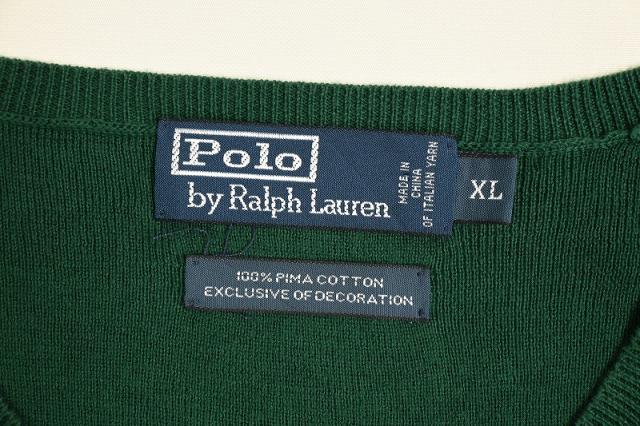 Polo
by Ralph Lauren
MADE IN
CHINA
OF ITALIAN YARN
XL
100% PIMA COTTON
EXCLUSIVE OF DECORATION